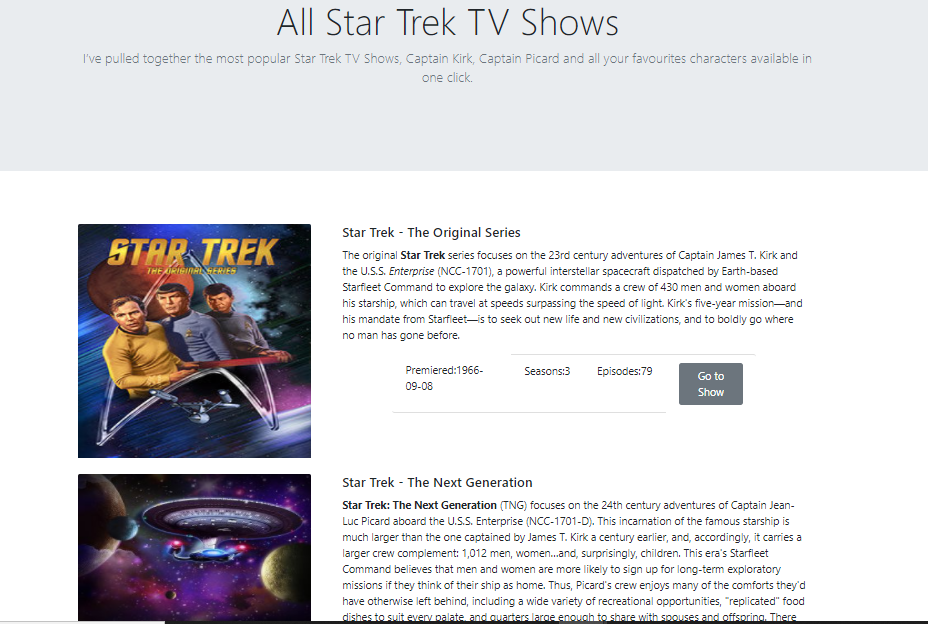 All Star Trek TV Shows
I've pulled together the most popular Star Trek TV Shows, Captain Kirk, Captain Picard and all your favourites characters available in
one click.
STAR TREK
THE ORIGINAL SERIES
Star Trek - The Original Series
The original Star Trek series focuses on the 23rd century adventures of Captain James T. Kirk and
the U.S.S. Enterprise (NCC-1701), a powerful interstellar spacecraft dispatched by Earth-based
Starfleet Command to explore the galaxy. Kirk commands a crew of 430 men and women aboard
his starship, which can travel at speeds surpassing the speed of light. Kirk's five-year mission—and
his mandate from Starfleet—is to seek out new life and new civilizations, and to boldly go where
no man has gone before.
Premiered:1966-
09-08
Seasons:3
Episodes:79
Go to
Show
Star Trek - The Next Generation
Star Trek: The Next Generation (TNG) focuses on the 24th century adventures of Captain Jean-
Luc Picard aboard the U.S.S. Enterprise (NCC-1701-D). This incarnation of the famous starship is
much larger than the one captained by James T. Kirk a century earlier, and, accordingly, it carries a
larger crew complement: 1,012 men, women...and, surprisingly, children. This era's Starfleet
Command believes that men and women are more likely to sign up for long-term exploratory
missions if they think of their ship as home. Thus, Picard's crew enjoys many of the comforts they'd
have otherwise left behind, including a wide variety of recreational opportunities, "replicated" food
dishes to suit every palate, and quarters large enough to share with spouses and offspring. There